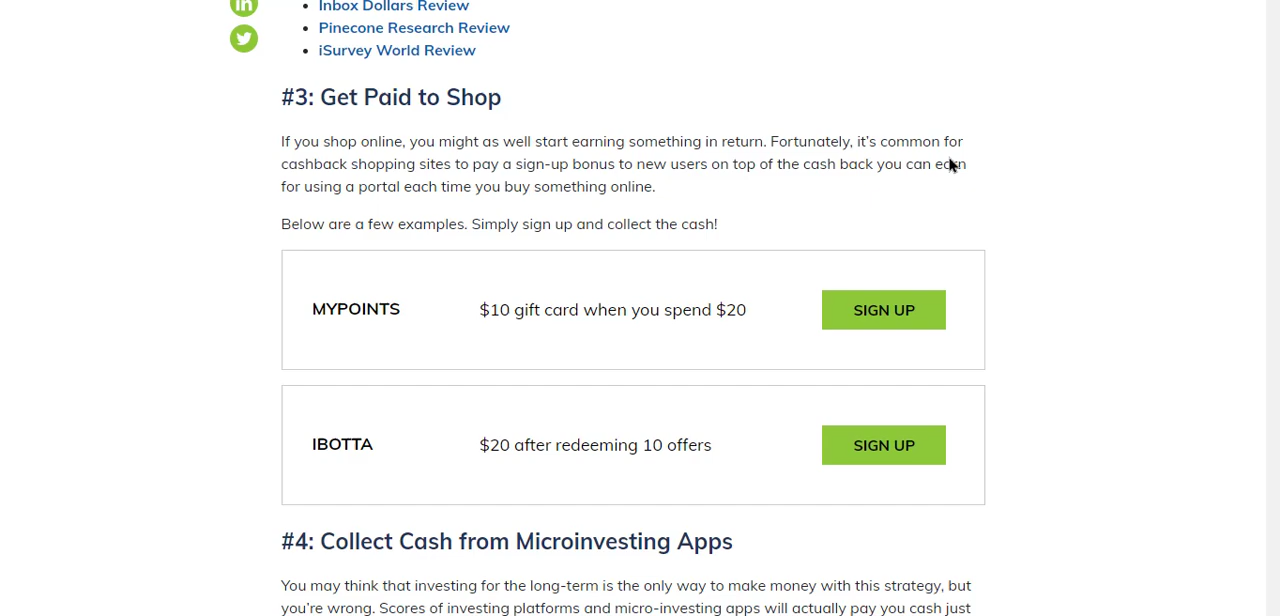 in
Inbox Dollars Review
Pinecone Research Review
iSurvey World Review
#3: Get Paid to Shop
If you shop online, you might as well start earning something in return. Fortunately, it's common for
cashback shopping sites to pay a sign-up bonus to new users on top of the cash back you can earn
for using a portal each time you buy something online.
Below are a few examples. Simply sign up and collect the cash!
MYPOINTS
$10 gift card when you spend $20
SIGN UP
IBOTTA
$20 after redeeming 10 offers
SIGN UP
#4: Collect Cash from Microinvesting Apps
You may think that investing for the long-term is the only way to make money with this strategy, but
you're wrong. Scores of investing platforms and micro-investing apps will actually pay you cash just